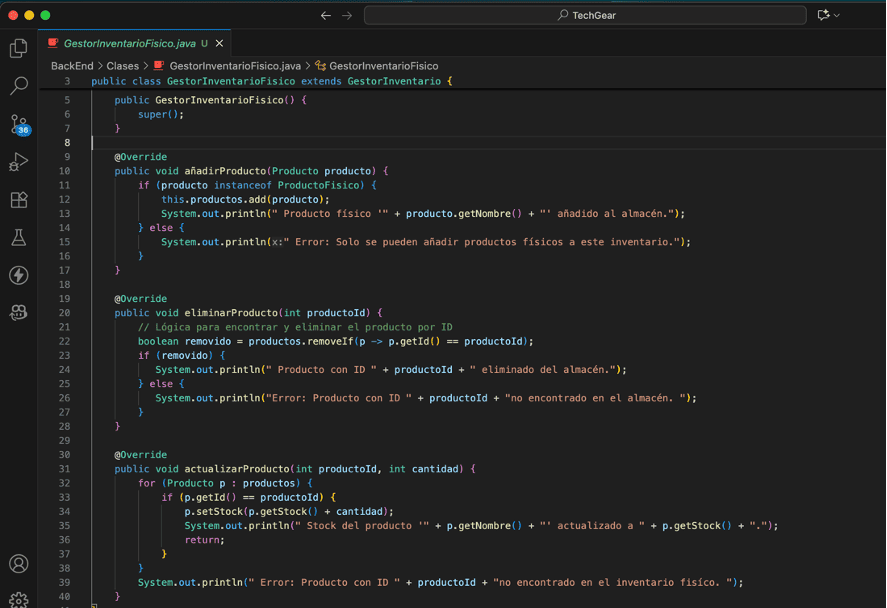 TechGear
GestorInventarioFisico.java U
BackEnd > Clases > GestorInventarioFisico.java > GestorInventarioFisico
3 public class GestorInventarioFisico extends GestorInventario {
5 public GestorInventarioFisico() {
6 super();
7 }
8
9 @Override
10 public void añadirProducto(Producto producto) {
11 if (producto instanceof ProductoFisico) {
12 this.productos.add(producto);
13 System.out.println(" Producto físico '" + producto.getNombre() + "' añadido al almacén.");
14 } else {
15 System.out.println(x:" Error: Solo se pueden añadir productos físicos a este inventario.");
16 }
17 }
18
19 @Override
20 public void eliminarProducto(int productoId) {
21 // Lógica para encontrar y eliminar el producto por ID
22 boolean removido = productos.removeIf(p -> p.getId() == productoId);
23 if (removido) {
24 System.out.println(" Producto con ID " + productoId + " eliminado del almacén.");
25 } else {
26 System.out.println("Error: Producto con ID " + productoId + "no encontrado en el almacén. ");
27 }
28 }
29
30 @Override
31 public void actualizarProducto(int productoId, int cantidad) {
32 for (Producto p : productos) {
33 if (p.getId() == productoId) {
34 p.setStock(p.getStock() + cantidad);
35 System.out.println(" Stock del producto '" + p.getNombre() + "' actualizado a " + p.getStock() + ".");
36 return;
37 }
38 }
39 System.out.println(" Error: Producto con ID " + productoId + "no encontrado en el inventario fisíco. ");
40 }
36